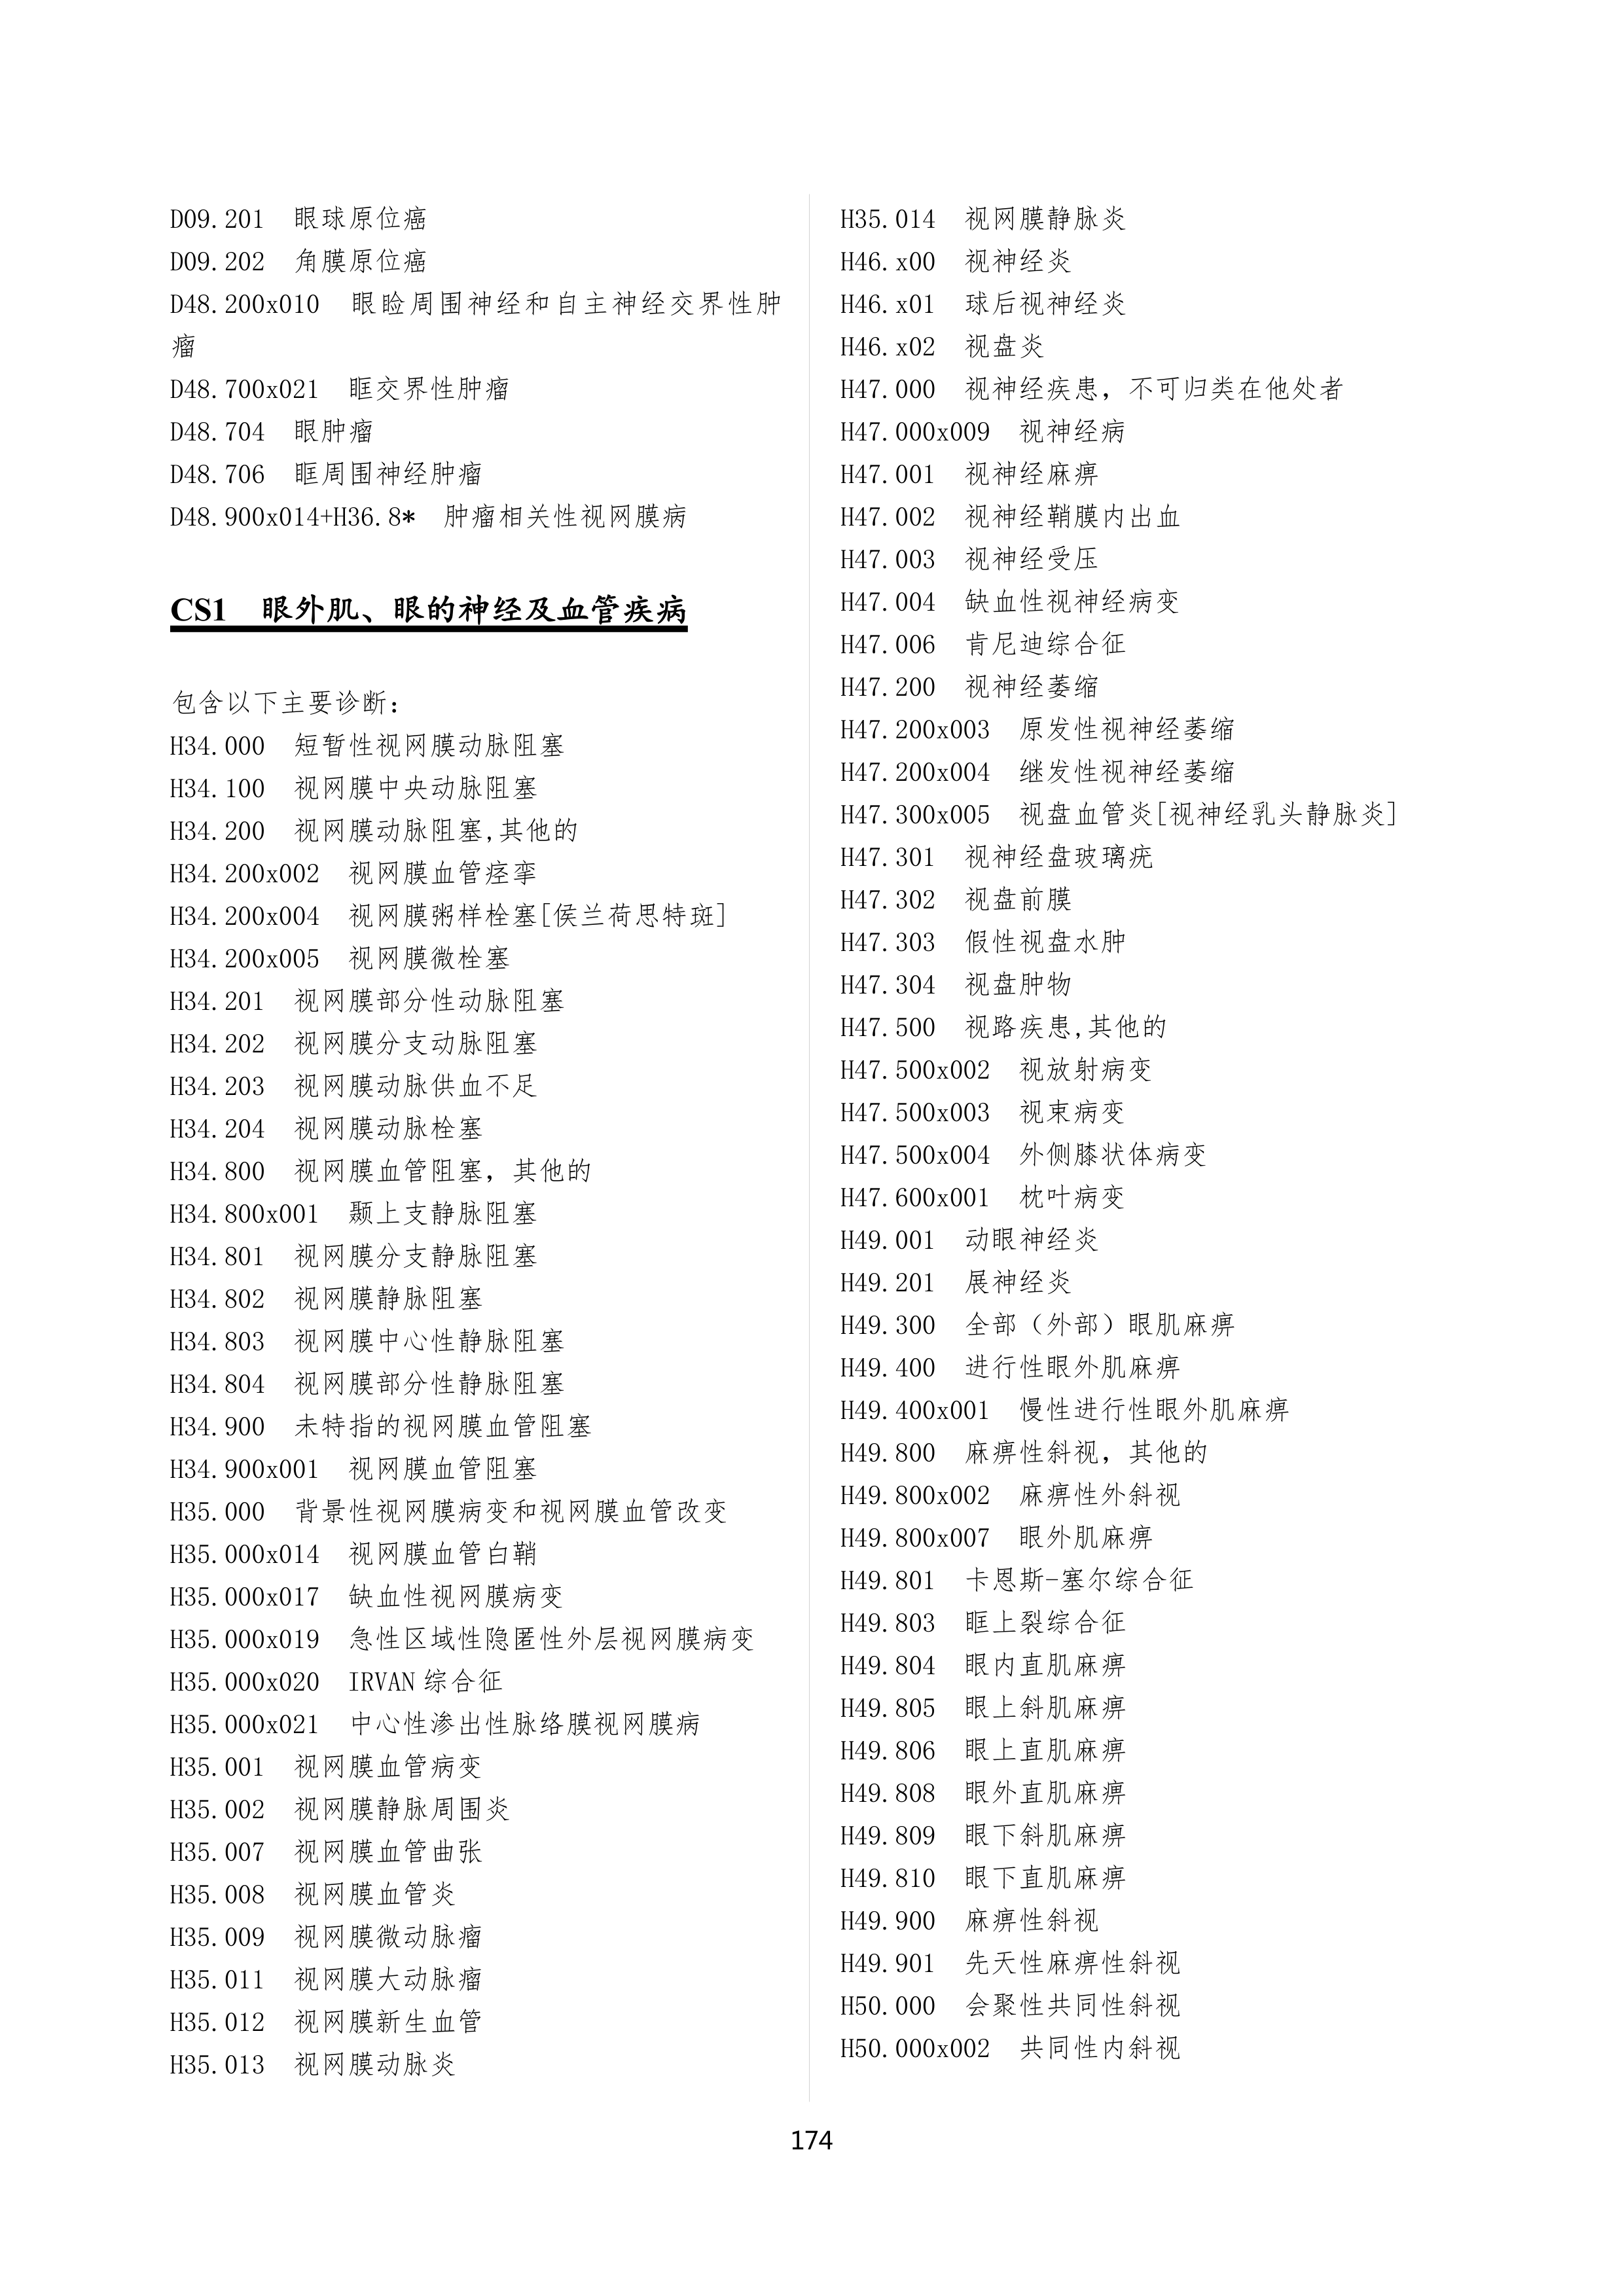 D09.201　眼球原位癌
D09.202　角膜原位癌
D48.200x010　眼睑周围神经和自主神经交界性肿
瘤
D48.700x021　眶交界性肿瘤
D48.704　眼肿瘤
D48.706　眶周围神经肿瘤
D48.900x014+H36.8*　肿瘤相关性视网膜病
CS1　眼外肌、眼的神经及血管疾病
包含以下主要诊断：
H34.000　短暂性视网膜动脉阻塞
H34.100　视网膜中央动脉阻塞
H34.200　视网膜动脉阻塞,其他的
H34.200x002　视网膜血管痉挛
H34.200x004　视网膜粥样栓塞[侯兰荷思特斑]
H34.200x005　视网膜微栓塞
H34.201　视网膜部分性动脉阻塞
H34.202　视网膜分支动脉阻塞
H34.203　视网膜动脉供血不足
H34.204　视网膜动脉栓塞
H34.800　视网膜血管阻塞，其他的
H34.800x001　颞上支静脉阻塞
H34.801　视网膜分支静脉阻塞
H34.802　视网膜静脉阻塞
H34.803　视网膜中心性静脉阻塞
H34.804　视网膜部分性静脉阻塞
H34.900　未特指的视网膜血管阻塞
H34.900x001　视网膜血管阻塞
H35.000　背景性视网膜病变和视网膜血管改变
H35.000x014　视网膜血管白鞘
H35.000x017　缺血性视网膜病变
H35.000x019　急性区域性隐匿性外层视网膜病变
H35.000x020　IRVAN 综合征
H35.000x021　中心性渗出性脉络膜视网膜病
H35.001　视网膜血管病变
H35.002　视网膜静脉周围炎
H35.007　视网膜血管曲张
H35.008　视网膜血管炎
H35.009　视网膜微动脉瘤
H35.011　视网膜大动脉瘤
H35.012　视网膜新生血管
H35.013　视网膜动脉炎
H35.014　视网膜静脉炎
H46.x00　视神经炎
H46.x01　球后视神经炎
H46.x02　视盘炎
H47.000　视神经疾患，不可归类在他处者
H47.000x009　视神经病
H47.001　视神经麻痹
H47.002　视神经鞘膜内出血
H47.003　视神经受压
H47.004　缺血性视神经病变
H47.006　肯尼迪综合征
H47.200　视神经萎缩
H47.200x003　原发性视神经萎缩
H47.200x004　继发性视神经萎缩
H47.300x005　视盘血管炎[视神经乳头静脉炎]
H47.301　视神经盘玻璃疣
H47.302　视盘前膜
H47.303　假性视盘水肿
H47.304　视盘肿物
H47.500　视路疾患,其他的
H47.500x002　视放射病变
H47.500x003　视束病变
H47.500x004　外侧膝状体病变
H47.600x001　枕叶病变
H49.001　动眼神经炎
H49.201　展神经炎
H49.300　全部（外部）眼肌麻痹
H49.400　进行性眼外肌麻痹
H49.400x001　慢性进行性眼外肌麻痹
H49.800　麻痹性斜视，其他的
H49.800x002　麻痹性外斜视
H49.800x007　眼外肌麻痹
H49.801　卡恩斯-塞尔综合征
H49.803　眶上裂综合征
H49.804　眼内直肌麻痹
H49.805　眼上斜肌麻痹
H49.806　眼上直肌麻痹
H49.808　眼外直肌麻痹
H49.809　眼下斜肌麻痹
H49.810　眼下直肌麻痹
H49.900　麻痹性斜视
H49.901　先天性麻痹性斜视
H50.000　会聚性共同性斜视
H50.000x002　共同性内斜视
174